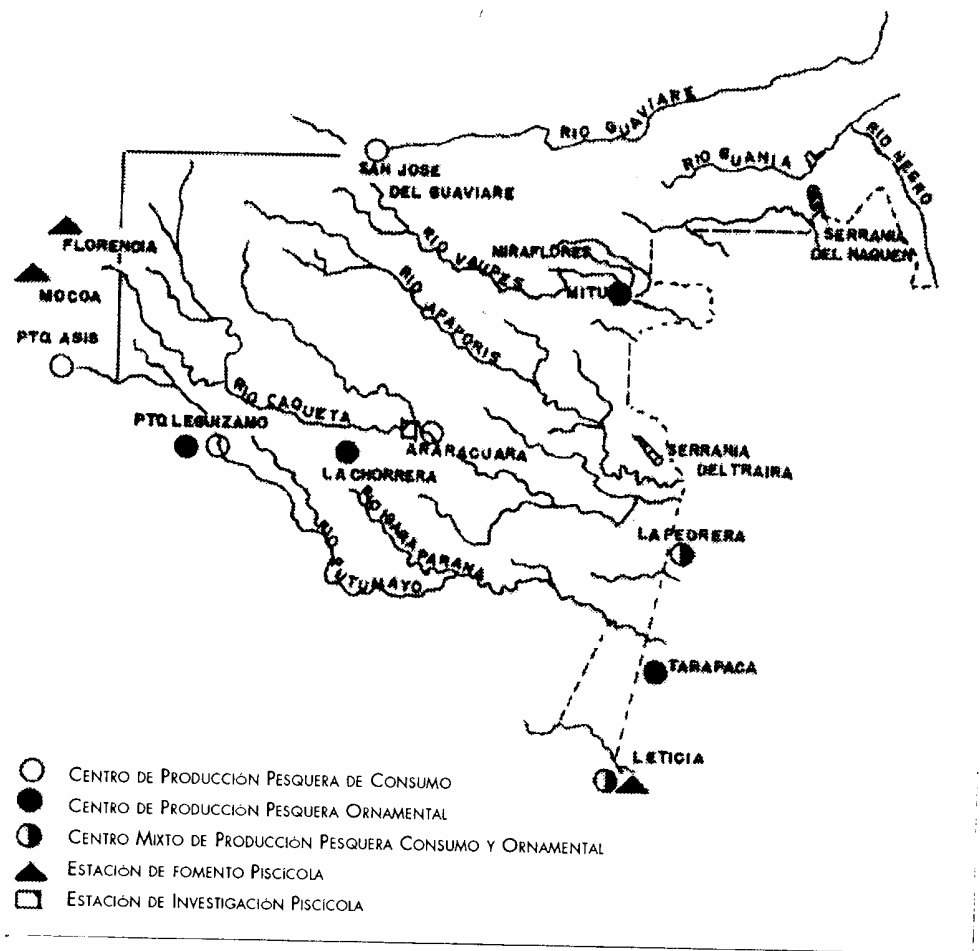 RIO GUAVIARE
SAN JOSE
DEL GUAVIARE
RIO GUANIA
RIO NEGRO
SERRANIA
DEL NAQUEN
FLORENCIA
MOCOA
PTO. ASIS
RIO VAUPES
MIRAFLORES
MITU
RIO APAPORIS
RIO CAQUETA
PTO. LEGUIZAMO
ARARACUARA
LA CHORRERA
SERRANIA
DEL TRAIRA
RIO IGARAPARANA
RIO PUTUMAYO
LA PEDRERA
TARAPACA
LETICIA
CENTRO DE PRODUCCIÓN PESQUERA DE CONSUMO
CENTRO DE PRODUCCIÓN PESQUERA ORNAMENTAL
CENTRO MIXTO DE PRODUCCIÓN PESQUERA CONSUMO Y ORNAMENTAL
ESTACIÓN DE FOMENTO PISCÍCOLA
ESTACIÓN DE INVESTIGACIÓN PISCÍCOLA